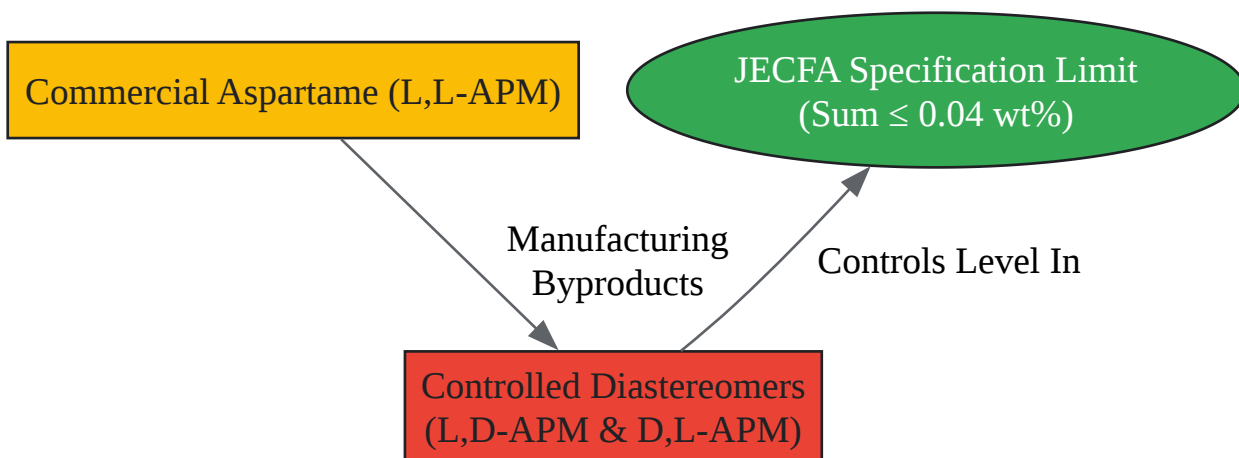 Commercial Aspartame (L,L-APM)
JECFA Specification Limit
(Sum ≤ 0.04 wt%)
Manufacturing
Byproducts
Controls Level In
Controlled Diastereomers
(L,D-APM & D,L-APM)